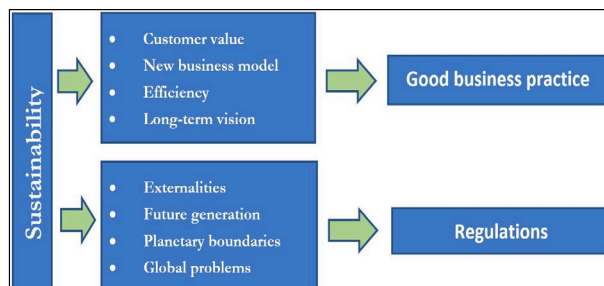 Sustainability
• Customer value
• New business model
• Efficiency
• Long-term vision
Good business practice
• Externalities
• Future generation
• Planetary boundaries
• Global problems
Regulations